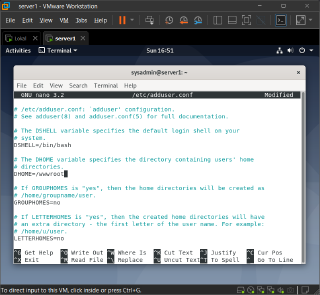 server1 - VMware Workstation
File Edit View VM Jobs Help
Lokal server1
Activities Terminal Sun 16:51
sysadmin@server1: ~
File Edit View Search Terminal Help
GNU nano 3.2 /etc/adduser.conf Modified
# /etc/adduser.conf: `adduser' configuration.
# See adduser(8) and adduser.conf(5) for full documentation.
# The DSHELL variable specifies the default login shell on your
# system.
DSHELL=/bin/bash
# The DHOME variable specifies the directory containing users' home
# directories.
DHOME=/wwwroot
# If GROUPHOMES is "yes", then the home directories will be created as
# /home/groupname/user.
GROUPHOMES=no
# If LETTERHOMES is "yes", then the created home directories will have
# an extra directory - the first letter of the user name. For example:
# /home/u/user.
LETTERHOMES=no
^G Get Help ^O Write Out ^W Where Is ^K Cut Text ^J Justify ^C Cur Pos
^X Exit ^R Read File ^\ Replace ^U Uncut Text ^T To Spell ^_ Go To Line
To direct input to this VM, click inside or press Ctrl+G.